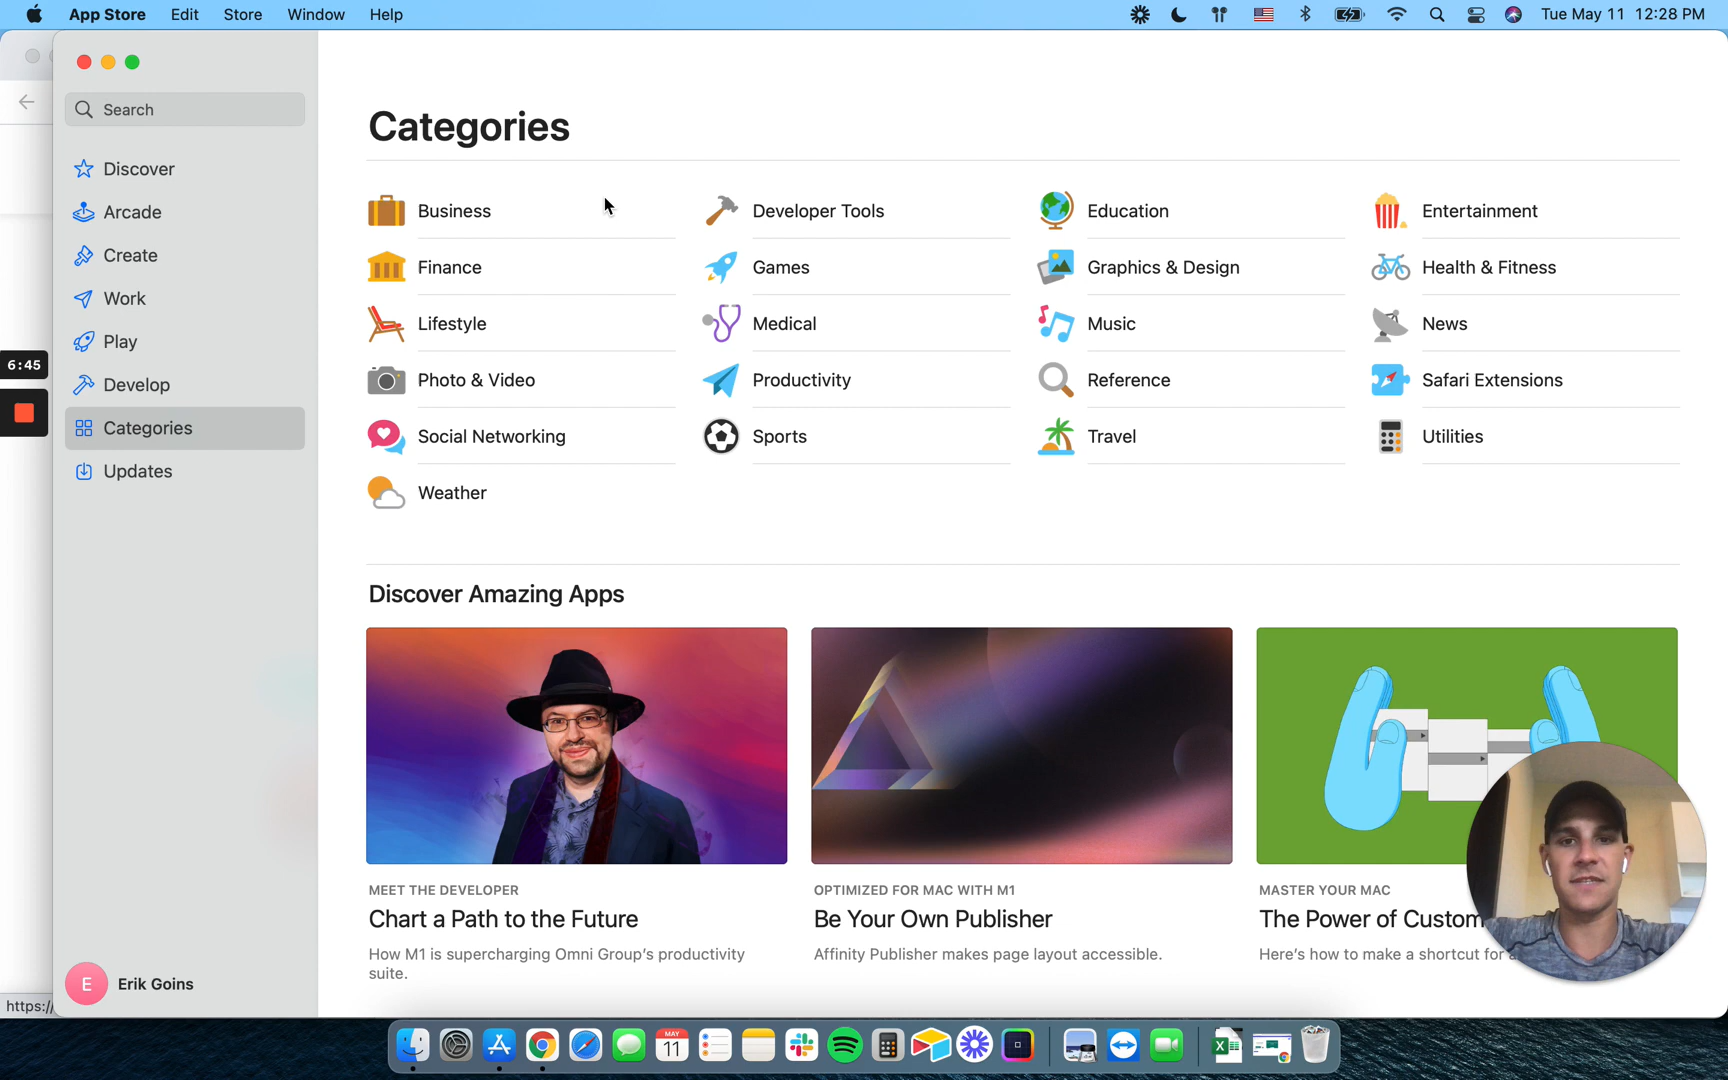 App Store Edit Store Window Help Tue May 11 12:28 PM
Search
Discover
Arcade
Create
Work
Play
Develop
Categories
Updates
6:45
Erik Goins
E
https://
Categories
Business Developer Tools Education Entertainment
Finance Games Graphics & Design Health & Fitness
Lifestyle Medical Music News
Photo & Video Productivity Reference Safari Extensions
Social Networking Sports Travel Utilities
Weather
Discover Amazing Apps
MEET THE DEVELOPER
Chart a Path to the Future
How M1 is supercharging Omni Group's productivity
suite.
OPTIMIZED FOR MAC WITH M1
Be Your Own Publisher
Affinity Publisher makes page layout accessible.
MASTER YOUR MAC
The Power of Custom
Here's how to make a shortcut for
MAY
11